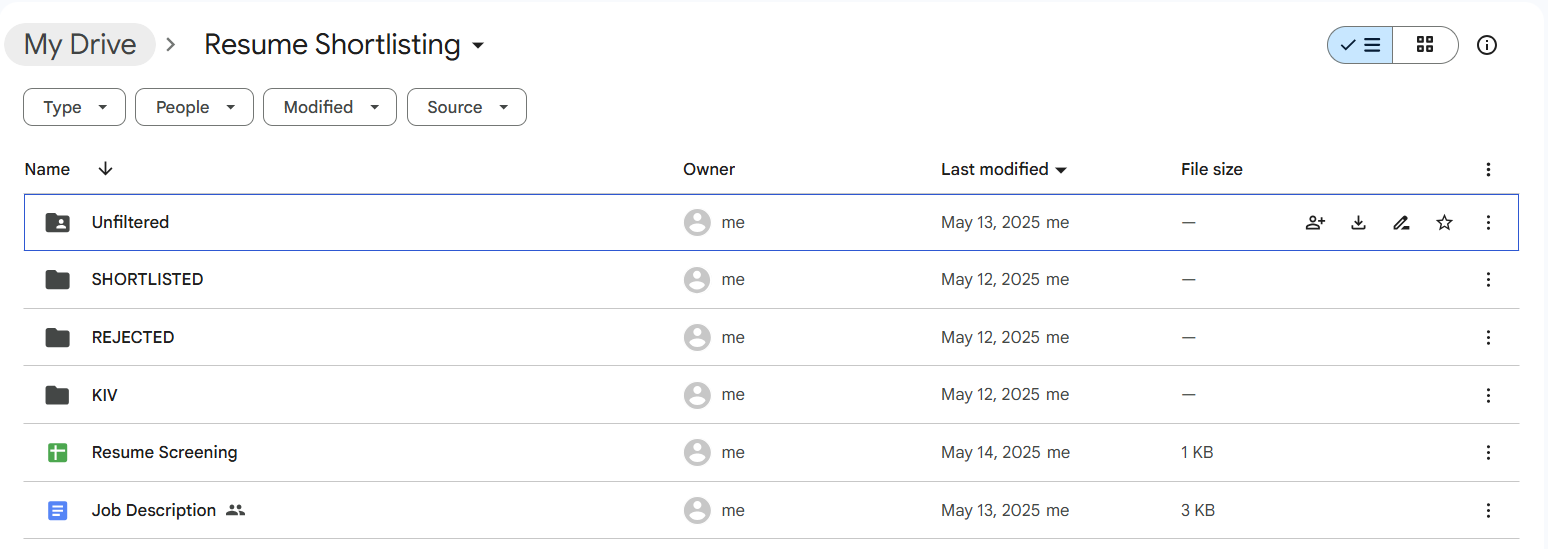 My Drive Resume Shortlisting
Type People Modified Source
Name Owner Last modified File size
Unfiltered me May 13, 2025 me —
SHORTLISTED me May 12, 2025 me —
REJECTED me May 12, 2025 me —
KIV me May 12, 2025 me —
Resume Screening me May 14, 2025 me 1 KB
Job Description me May 13, 2025 me 3 KB